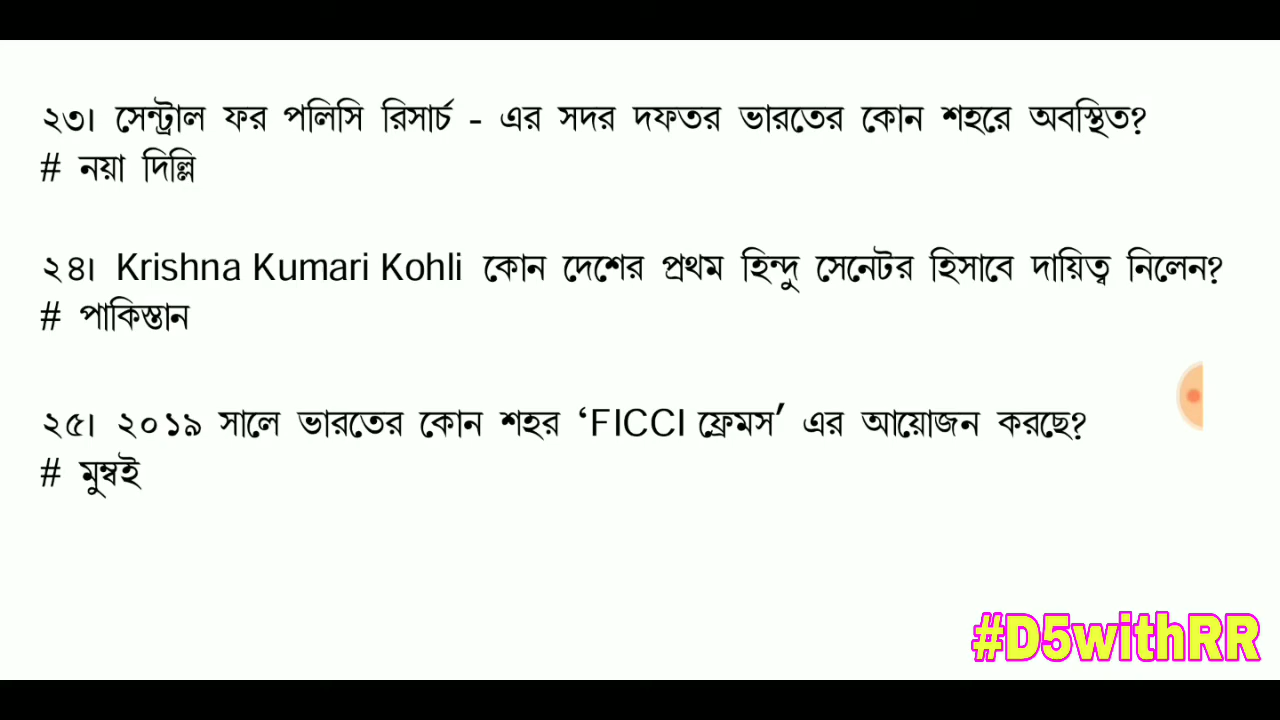 ২৩। সেন্ট্রাল ফর পলিসি রিসার্চ - এর সদর দফতর ভারতের কোন শহরে অবস্থিত?
# নয়া দিল্লি
২৪। Krishna Kumari Kohli কোন দেশের প্রথম হিন্দু সেনেটর হিসাবে দায়িত্ব নিলেন?
# পাকিস্তান
২৫। ২০১৯ সালে ভারতের কোন শহর ‘FICCI ফ্রেমস’ এর আয়োজন করছে?
# মুম্বই
#D5withRR